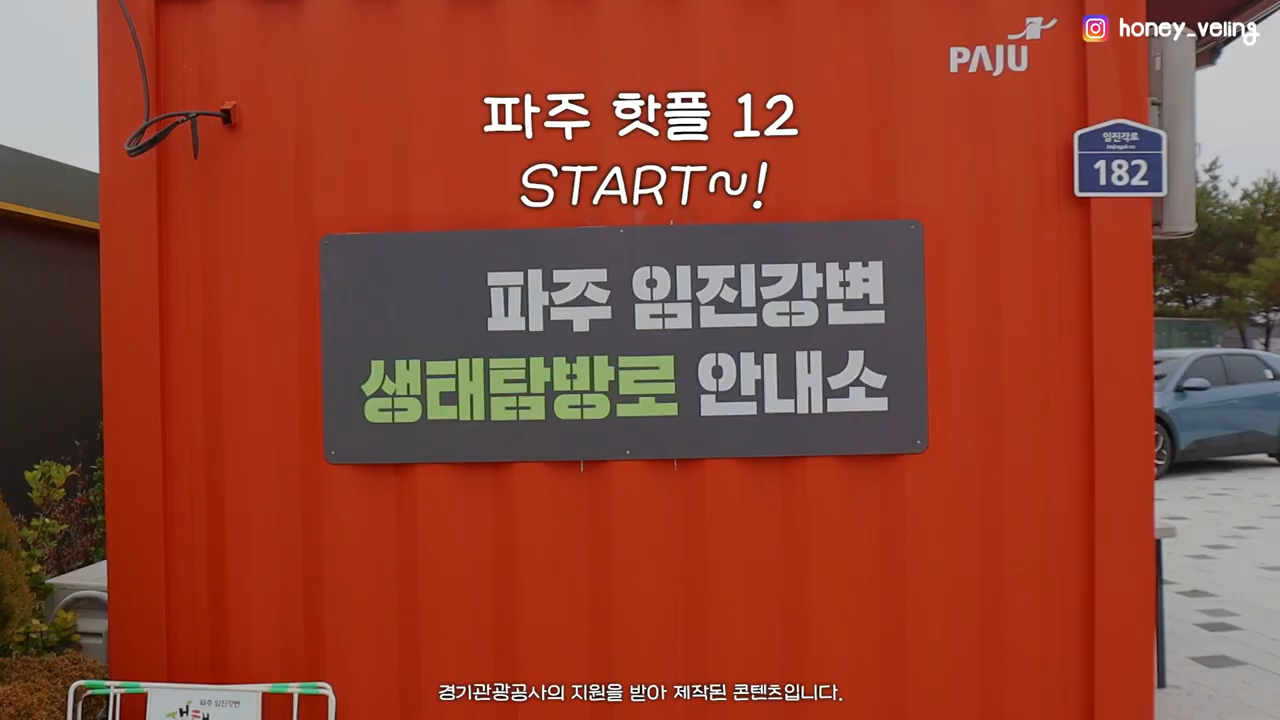 honey_veling
PAJU
파주 핫플 12
START~!
임진각로
182
파주 임진강변
생태탐방로 안내소
파주 임진강변
생태
경기관광공사의 지원을 받아 제작된 콘텐츠입니다.